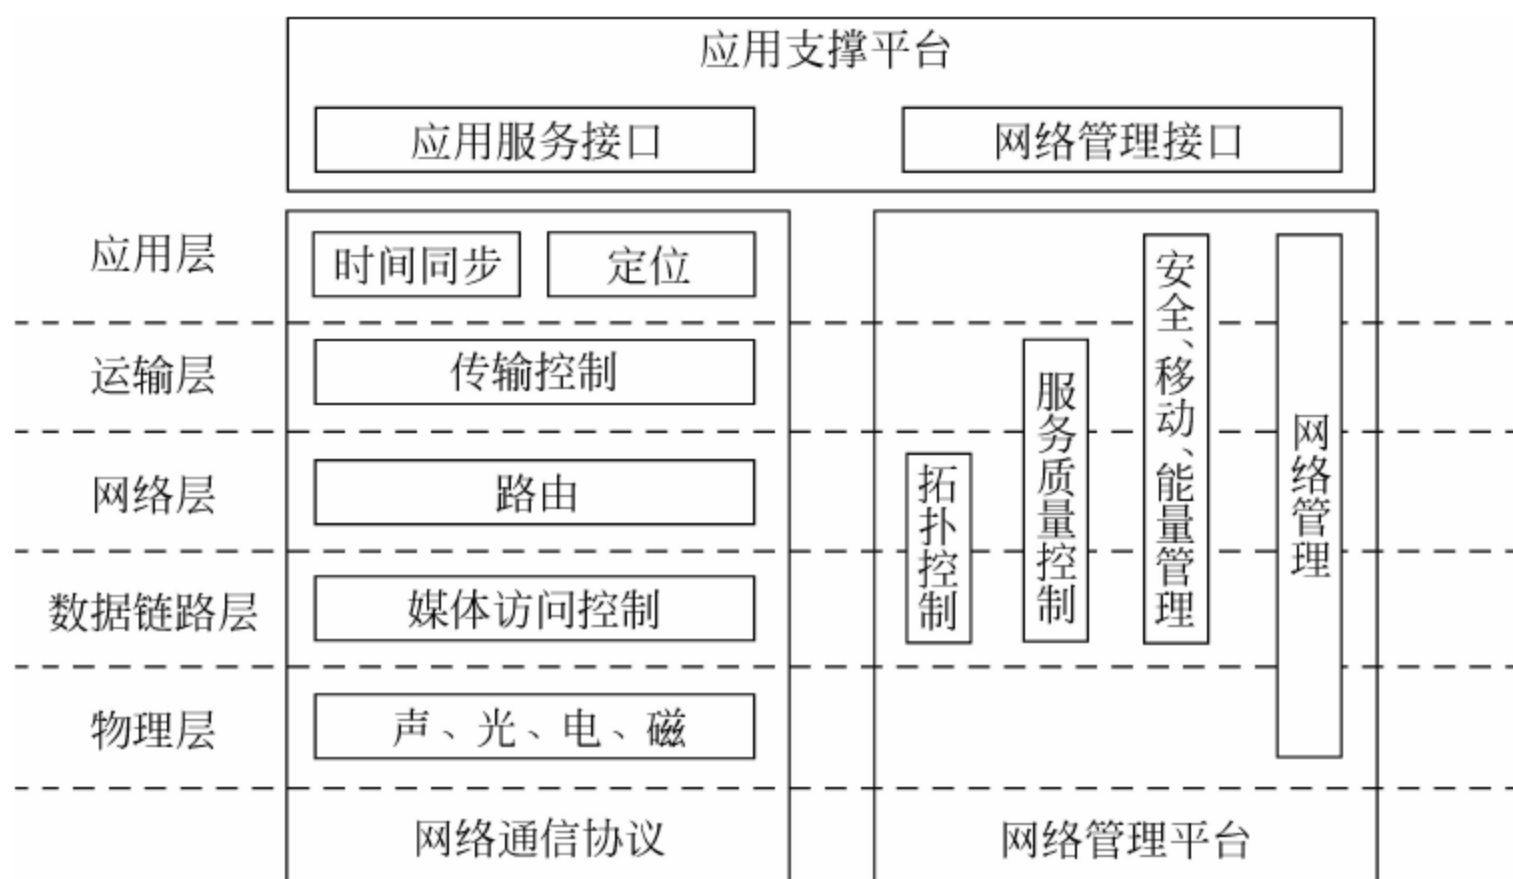 应用支撑平台
应用服务接口
网络管理接口
应用层
时间同步
定位
运输层
传输控制
网络层
路由
数据链路层
媒体访问控制
物理层
声、光、电、磁
网络通信协议
拓扑控制
服务质量控制
安全、移动、能量管理
网络管理
网络管理平台